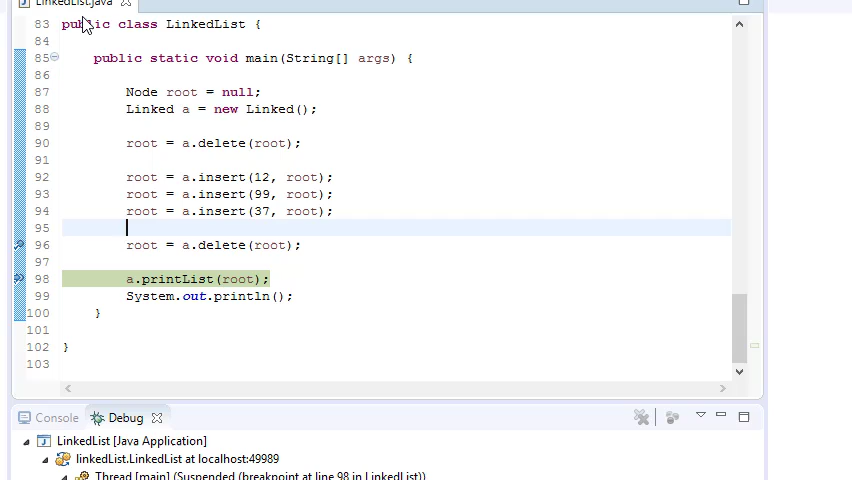 LinkedList.java
83 public class LinkedList {
84
85 public static void main(String[] args) {
86
87 Node root = null;
88 Linked a = new Linked();
89
90 root = a.delete(root);
91
92 root = a.insert(12, root);
93 root = a.insert(99, root);
94 root = a.insert(37, root);
95
96 root = a.delete(root);
97
98 a.printList(root);
99 System.out.println();
100 }
101
102 }
103
Console Debug
LinkedList [Java Application]
linkedList.LinkedList at localhost:49989
Thread [main] (Suspended (breakpoint at line 98 in LinkedList))